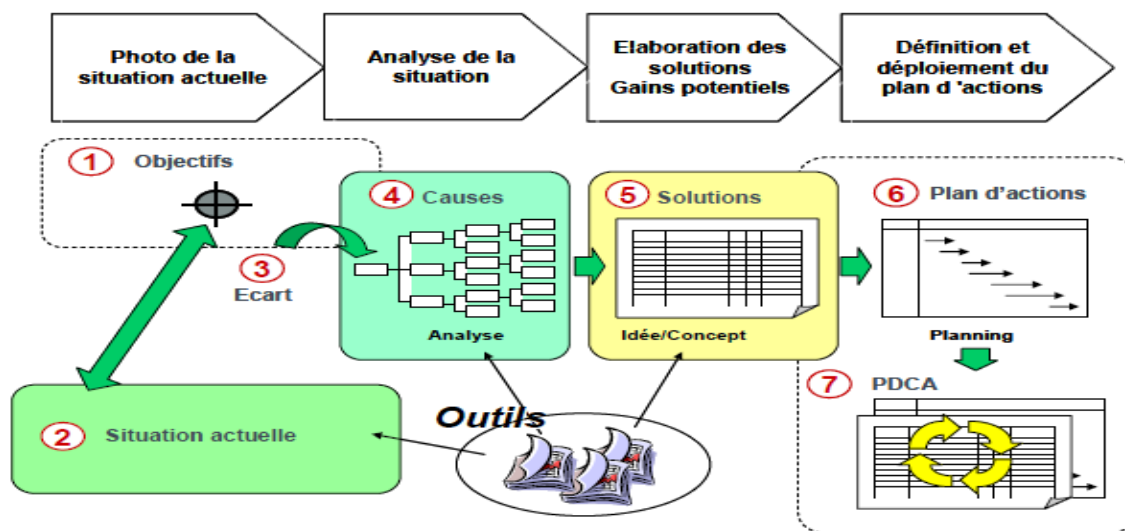 Photo de la
situation actuelle
Analyse de la
situation
Elaboration des
solutions
Gains potentiels
Définition et
déploiement du
plan d 'actions
1 Objectifs
3
Ecart
2 Situation actuelle
4 Causes
Analyse
5 Solutions
Idée/Concept
Outils
6 Plan d'actions
Planning
7 PDCA